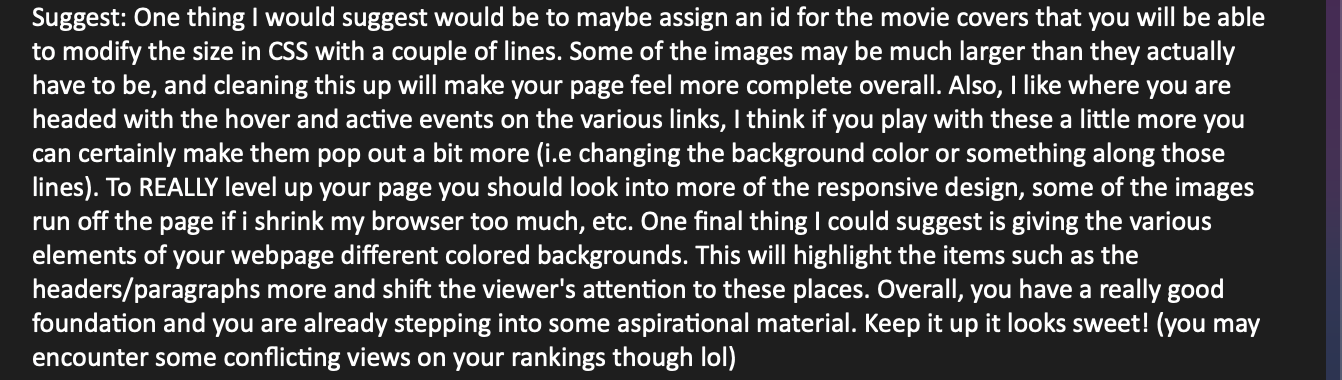 Suggest: One thing I would suggest would be to maybe assign an id for the movie covers that you will be able
to modify the size in CSS with a couple of lines. Some of the images may be much larger than they actually
have to be, and cleaning this up will make your page feel more complete overall. Also, I like where you are
headed with the hover and active events on the various links, I think if you play with these a little more you
can certainly make them pop out a bit more (i.e changing the background color or something along those
lines). To REALLY level up your page you should look into more of the responsive design, some of the images
run off the page if i shrink my browser too much, etc. One final thing I could suggest is giving the various
elements of your webpage different colored backgrounds. This will highlight the items such as the
headers/paragraphs more and shift the viewer's attention to these places. Overall, you have a really good
foundation and you are already stepping into some aspirational material. Keep it up it looks sweet! (you may
encounter some conflicting views on your rankings though lol)